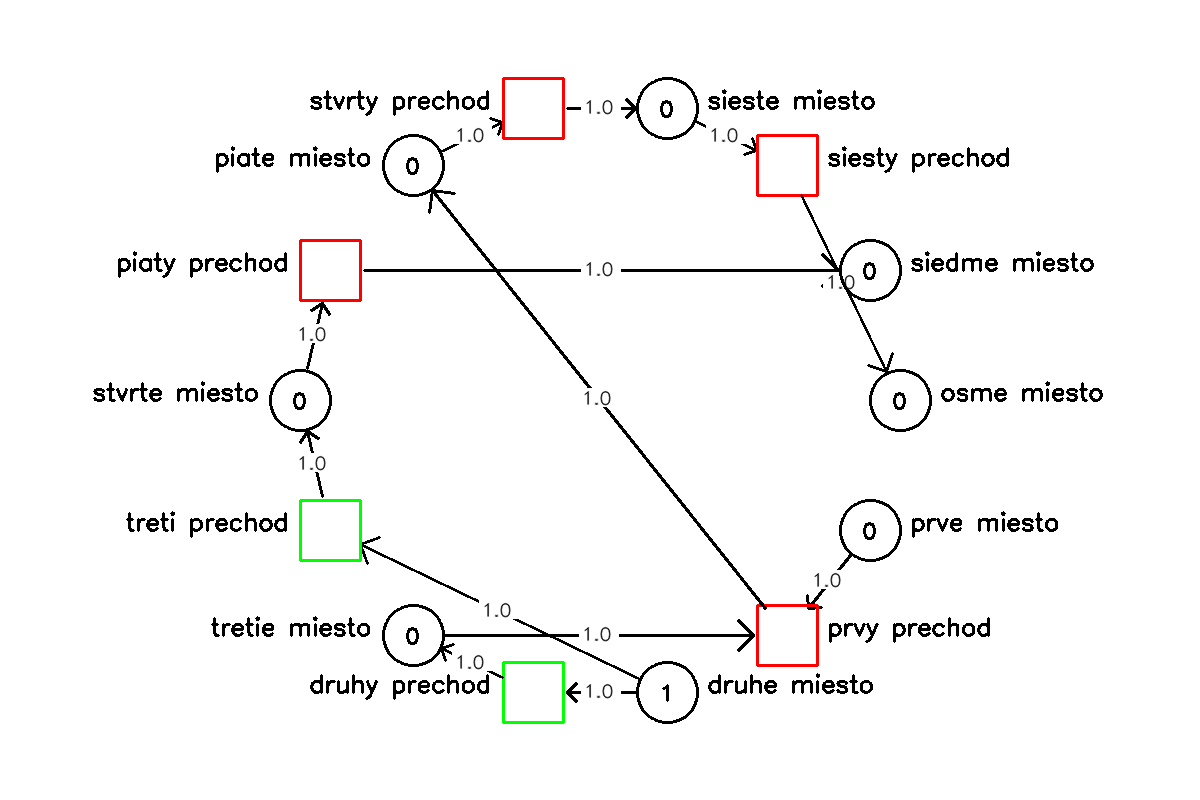 stvrty prechod
1.0
0
sieste miesto
1.0
1.0
piate miesto
0
siesty prechod
piaty prechod
1.0
0
siedme miesto
1.0
1.0
stvrte miesto
0
1.0
0
osme miesto
1.0
treti prechod
0
prve miesto
1.0
1.0
tretie miesto
0
1.0
prvy prechod
1.0
druhy prechod
1.0
1
druhe miesto